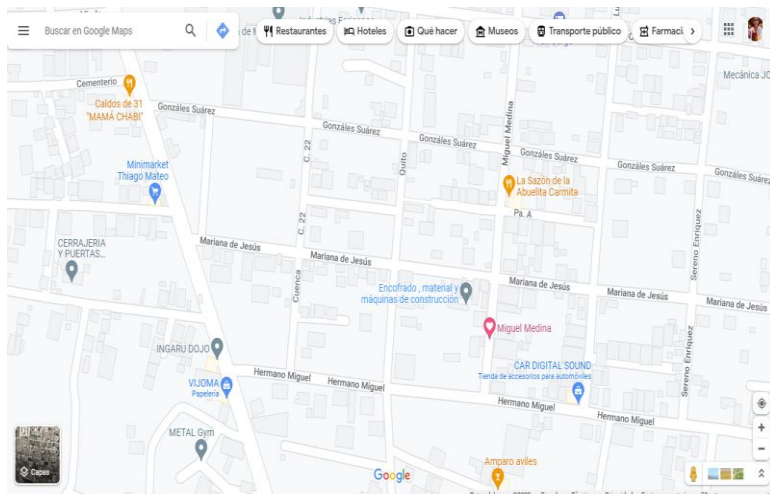 Buscar en Google Maps
Restaurantes
Hoteles
Qué hacer
Museos
Transporte público
Farmaci
Mecánica JC
Cementerio
Caldos de 31
"MAMÁ CHABI"
Gonzáles Suárez
Gonzáles Suárez
Gonzáles Suárez
Gonzáles Suárez
Gonzáles Suárez
Gonzáles Suárez
Miguel Medina
C. 22
Quito
Minimarket
Thiago Mateo
La Sazón de la
Abuelita Carmita
Pa. A
C. 22
Sereno Enriquez
CERRAJERIA
Y PUERTAS...
Mariana de Jesús
Mariana de Jesús
Mariana de Jesús
Mariana de Jesús
Mariana de Jesús
Cuenca
Encofrado , material y
máquinas de construcción
Miguel Medina
Miguel Medina
INGARU DOJO
CAR DIGITAL SOUND
Tienda de accesorios para automóviles
Sereno Enriquez
VIJOMA
Papelería
Hermano Miguel
Hermano Miguel
Hermano Miguel
Hermano Miguel
METAL Gym
Amparo aviles
Capas
Google